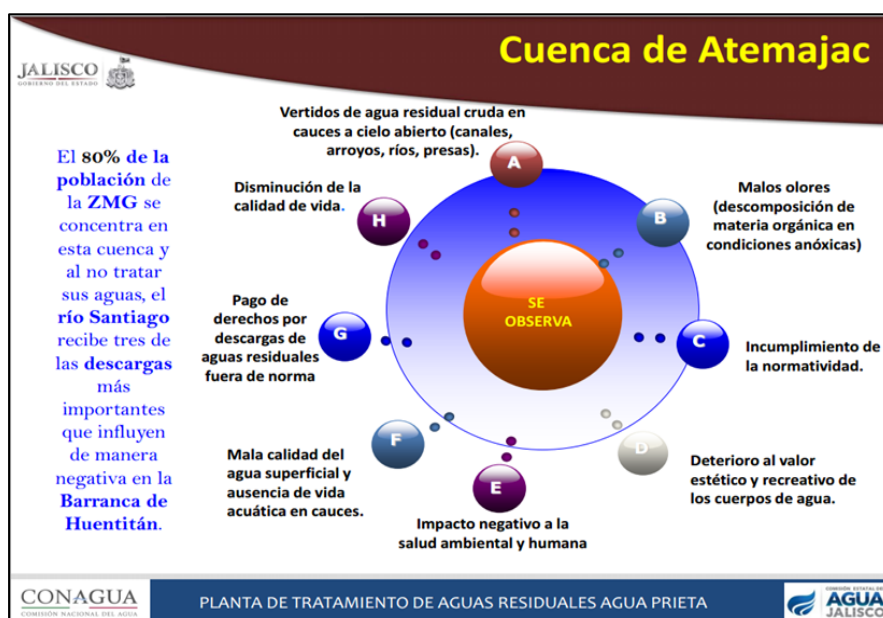 Cuenca de Atemajac
JALISCO
GOBIERNO DEL ESTADO
El 80% de la
población de
la ZMG se
concentra en
esta cuenca y
al no tratar
sus aguas, el
río Santiago
recibe tres de
las descargas
más
importantes
que influyen
de manera
negativa en la
Barranca de
Huentitán.
SE
OBSERVA
A
Vertidos de agua residual cruda en
cauces a cielo abierto (canales,
arroyos, ríos, presas).
B
Malos olores
(descomposición de
materia orgánica en
condiciones anóxicas)
C
Incumplimiento de
la normatividad.
D
Deterioro al valor
estético y recreativo de
los cuerpos de agua.
E
Impacto negativo a la
salud ambiental y humana
F
Mala calidad del
agua superficial y
ausencia de vida
acuática en cauces.
G
Pago de
derechos por
descargas de
aguas residuales
fuera de norma
H
Disminución de la
calidad de vida.
CONAGUA
COMISIÓN NACIONAL DEL AGUA
PLANTA DE TRATAMIENTO DE AGUAS RESIDUALES AGUA PRIETA
COMISIÓN ESTATAL DEL
AGUA
JALISCO